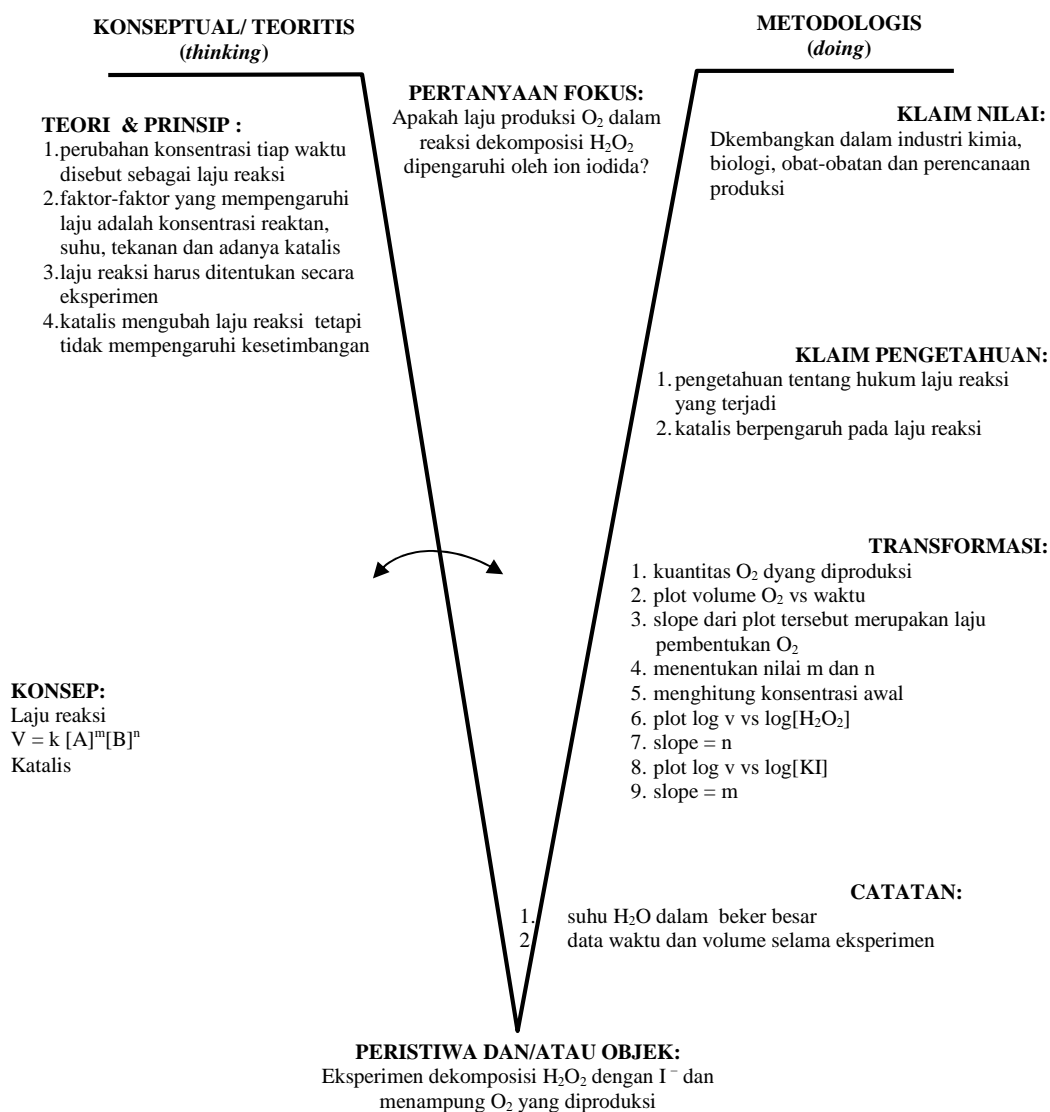 KONSEPTUAL/ TEORITIS
(thinking)
METODOLOGIS
(doing)
PERTANYAAN FOKUS:
Apakah laju produksi O₂ dalam
reaksi dekomposisi H₂O₂
dipengaruhi oleh ion iodida?
TEORI & PRINSIP :
1.perubahan konsentrasi tiap waktu
disebut sebagai laju reaksi
2.faktor-faktor yang mempengaruhi
laju adalah konsentrasi reaktan,
suhu, tekanan dan adanya katalis
3.laju reaksi harus ditentukan secara
eksperimen
4.katalis mengubah laju reaksi tetapi
tidak mempengaruhi kesetimbangan
KLAIM NILAI:
Dkembangkan dalam industri kimia,
biologi, obat-obatan dan perencanaan
produksi
KLAIM PENGETAHUAN:
1. pengetahuan tentang hukum laju reaksi
yang terjadi
2. katalis berpengaruh pada laju reaksi
TRANSFORMASI:
1. kuantitas O₂ dyang diproduksi
2. plot volume O₂ vs waktu
3. slope dari plot tersebut merupakan laju
pembentukan O₂
4. menentukan nilai m dan n
5. menghitung konsentrasi awal
6. plot log v vs log[H₂O₂]
7. slope = n
8. plot log v vs log[KI]
9. slope = m
KONSEP:
Laju reaksi
V = k [A]ᵐ[B]ⁿ
Katalis
CATATAN:
1. suhu H₂O dalam beker besar
2. data waktu dan volume selama eksperimen
PERISTIWA DAN/ATAU OBJEK:
Eksperimen dekomposisi H₂O₂ dengan I⁻ dan
menampung O₂ yang diproduksi